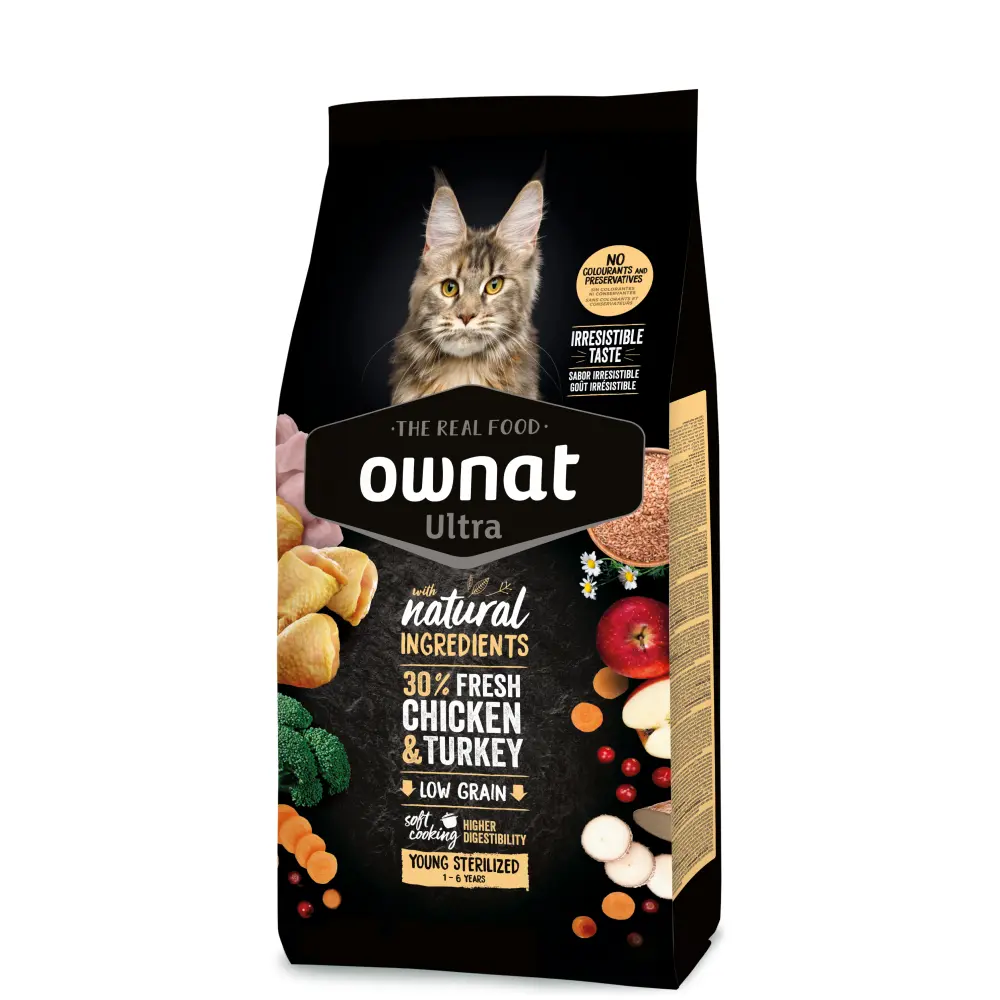 NO
COLOURANTS AND
PRESERVATIVES
SIN COLORANTES
NI CONSERVANTES
SANS COLORANTS ET
CONSERVATEURS
IRRESISTIBLE
TASTE
SABOR IRRESISTIBLE
GOÛT IRRÉSISTIBLE
·THE REAL FOOD·
ownat
Ultra
with
natural
INGREDIENTS
30% FRESH
CHICKEN
& TURKEY
LOW GRAIN
soft
cooking
HIGHER
DIGESTIBILITY
YOUNG STERILIZED
1 - 6 YEARS